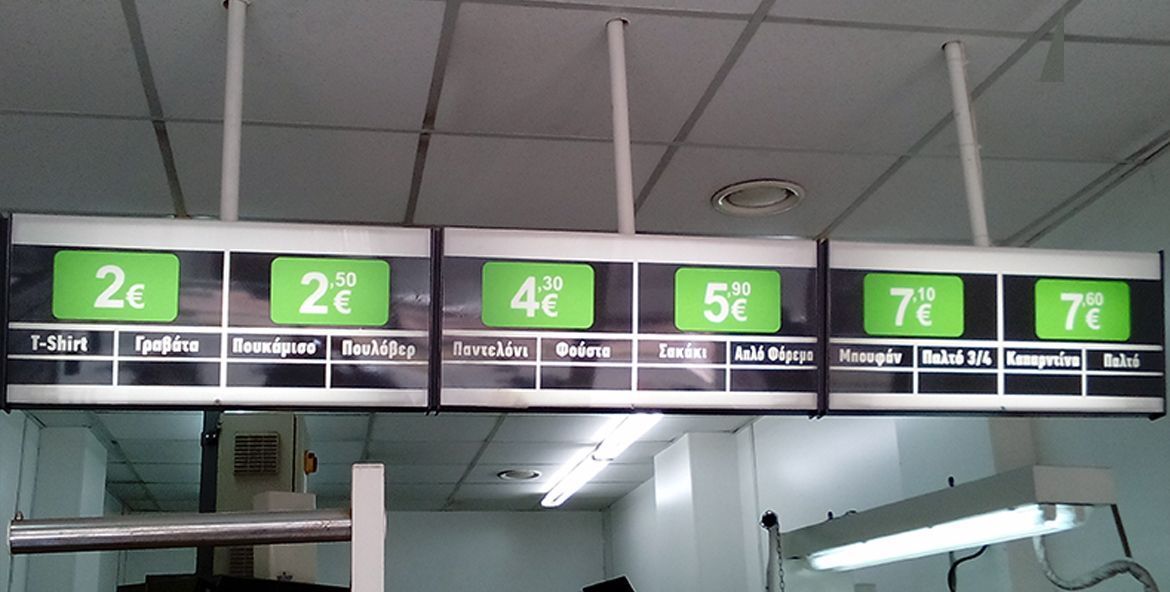 2€ 2,50€ 4,30€ 5,90€ 7,10€ 7,60€
T-Shirt Γραβάτα Πουκάμισο Πουλόβερ Παντελόνι Φούστα Σακάκι Απλό Φόρεμα Μπουφάν Παλτό 3/4 Καπαρντίνα Παλτό